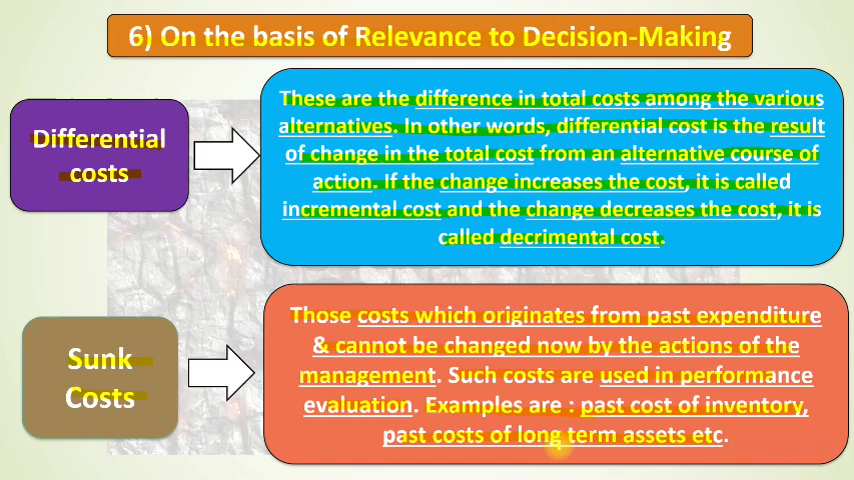 6) On the basis of Relevance to Decision-Making
Differential
costs
These are the difference in total costs among the various
alternatives. In other words, differential cost is the result
of change in the total cost from an alternative course of
action. If the change increases the cost, it is called
incremental cost and the change decreases the cost, it is
called decrimental cost.
Sunk
Costs
Those costs which originates from past expenditure
& cannot be changed now by the actions of the
management. Such costs are used in performance
evaluation. Examples are : past cost of inventory,
past costs of long term assets etc.